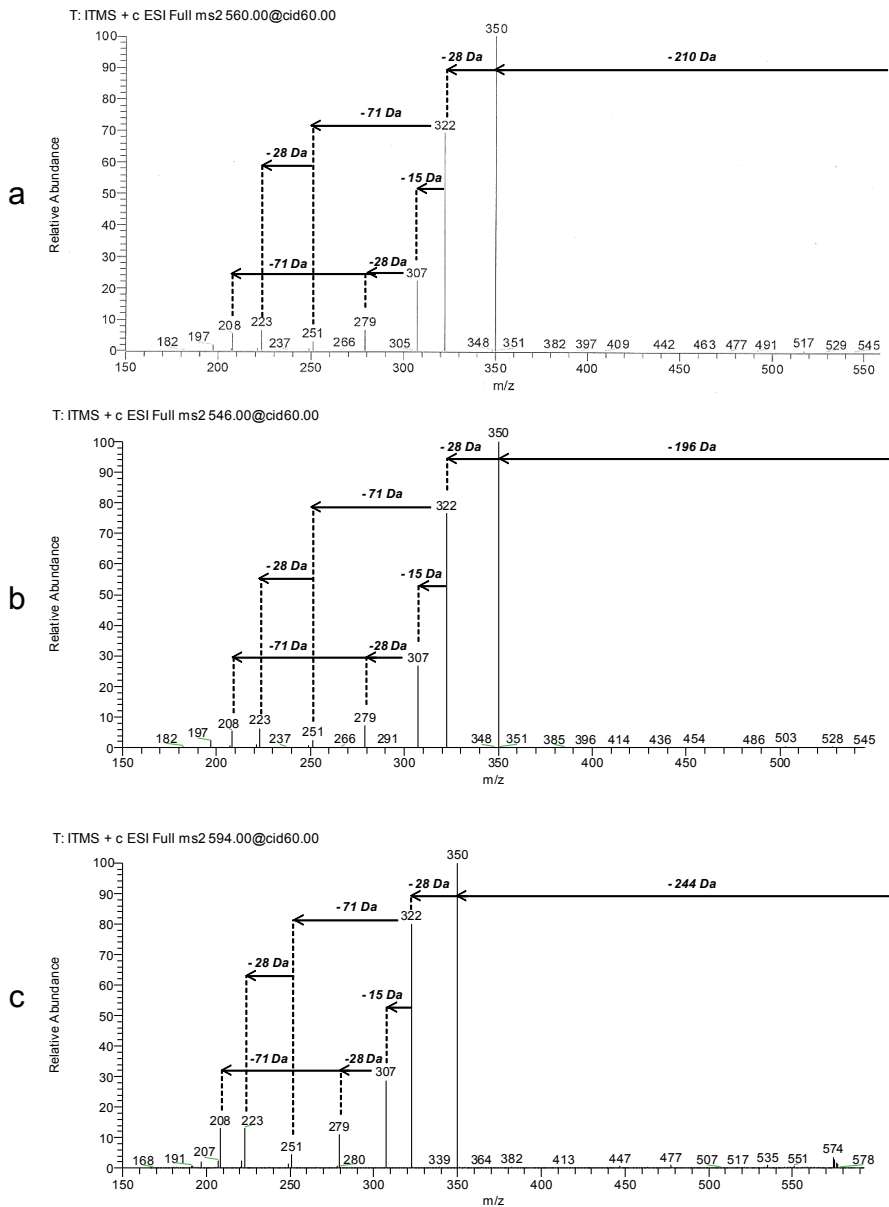 T: ITMS + c ESI Full ms2 560.00@cid60.00
a
Relative Abundance
100
90
80
70
60
50
40
30
20
10
0
350
-28 Da
-210 Da
-71 Da
322
-28 Da
-15 Da
-71 Da
-28 Da
307
182 197 208 223 237 251 266 279 305 348 351 382 397 409 442 463 477 491 517 529 545
150 200 250 300 350 400 450 500 550
m/z
T: ITMS + c ESI Full ms2 546.00@cid60.00
b
Relative Abundance
100
90
80
70
60
50
40
30
20
10
0
350
-28 Da
-196 Da
-71 Da
322
-28 Da
-15 Da
-71 Da
-28 Da
307
182 197 208 223 237 251 266 279 291 348 351 385 396 414 436 454 486 503 528 545
150 200 250 300 350 400 450 500
m/z
T: ITMS + c ESI Full ms2 594.00@cid60.00
c
Relative Abundance
100
90
80
70
60
50
40
30
20
10
0
350
-28 Da
-244 Da
-71 Da
322
-28 Da
-15 Da
-71 Da
-28 Da
307
168 191 207 208 223 251 279 280 339 364 382 413 447 477 507 517 535 551 574 578
150 200 250 300 350 400 450 500 550
m/z